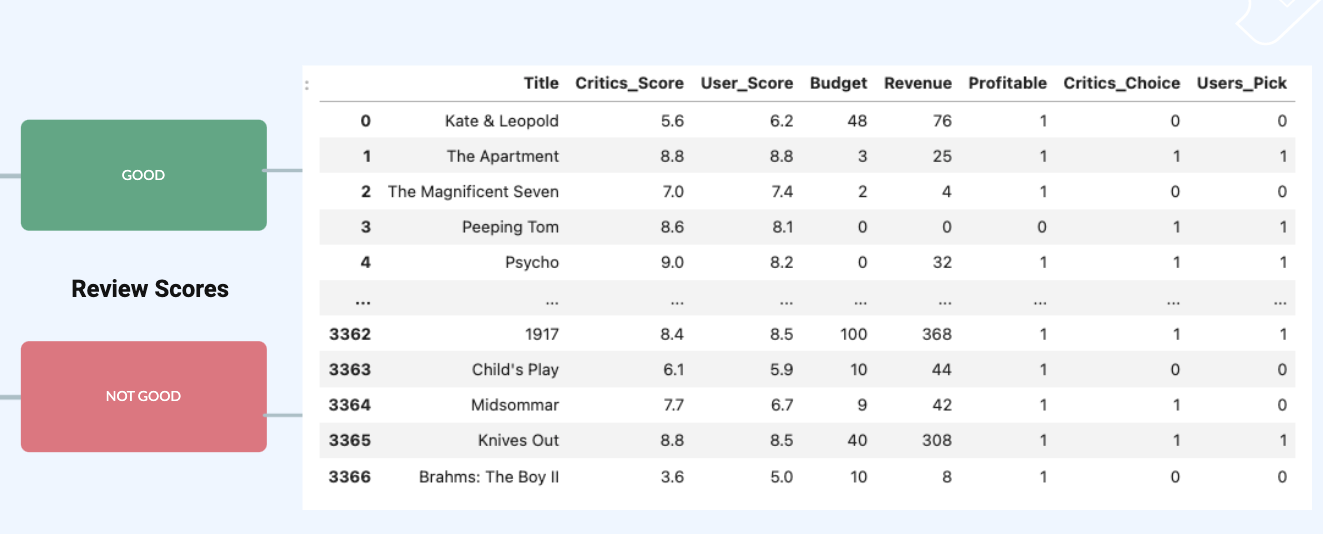 GOOD
Review Scores
NOT GOOD
:
Title Critics_Score User_Score Budget Revenue Profitable Critics_Choice Users_Pick
0 Kate & Leopold 5.6 6.2 48 76 1 0 0
1 The Apartment 8.8 8.8 3 25 1 1 1
2 The Magnificent Seven 7.0 7.4 2 4 1 0 0
3 Peeping Tom 8.6 8.1 0 0 0 1 1
4 Psycho 9.0 8.2 0 32 1 1 1
... ... ... ... ... ... ... ... ...
3362 1917 8.4 8.5 100 368 1 1 1
3363 Child's Play 6.1 5.9 10 44 1 0 0
3364 Midsommar 7.7 6.7 9 42 1 1 0
3365 Knives Out 8.8 8.5 40 308 1 1 1
3366 Brahms: The Boy II 3.6 5.0 10 8 1 0 0